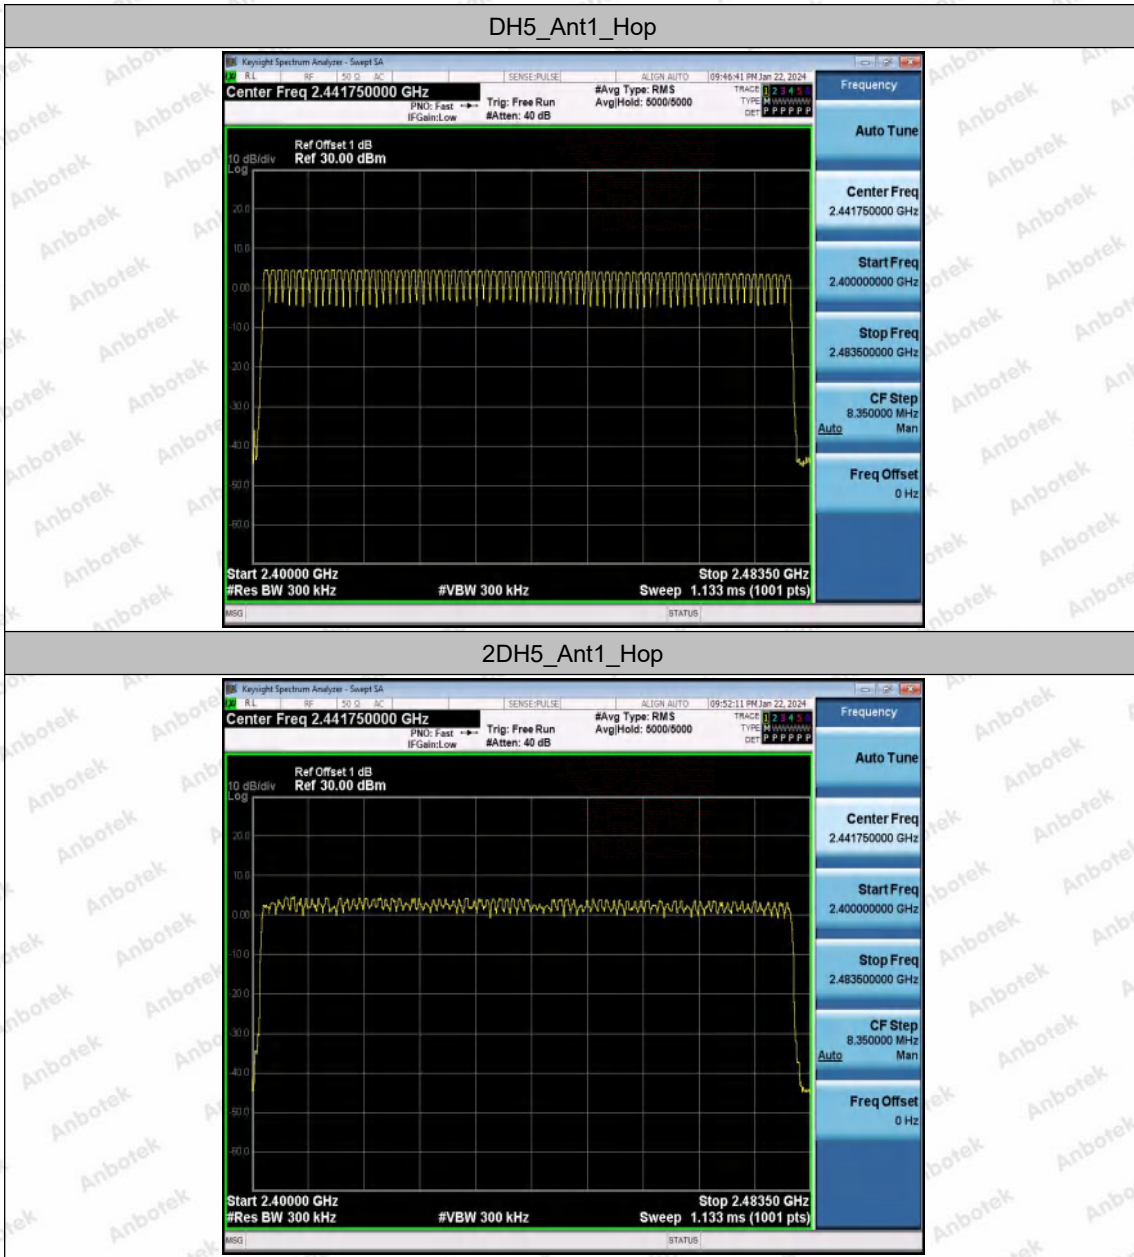 DH5_Ant1_Hop
Keysight Spectrum Analyzer - Swept SA
RL RF 50 Ω AC SENSE:PULSE ALIGN AUTO 09:46:41 PM Jan 22, 2024
Center Freq 2.441750000 GHz
PNO: Fast
IFGain:Low
Trig: Free Run
#Atten: 40 dB
#Avg Type: RMS
Avg|Hold: 5000/5000
TRACE 1 2 3 4 5 6
TYPE M WWWWW
DET P P P P P P
Ref Offset 1 dB
10 dB/div Ref 30.00 dBm
Log
20.0
10.0
0.00
-10.0
-20.0
-30.0
-40.0
-50.0
-60.0
Start 2.40000 GHz Stop 2.48350 GHz
#Res BW 300 kHz #VBW 300 kHz Sweep 1.133 ms (1001 pts)
MSG STATUS
Frequency
Auto Tune
Center Freq
2.441750000 GHz
Start Freq
2.400000000 GHz
Stop Freq
2.483500000 GHz
CF Step
8.350000 MHz
Auto Man
Freq Offset
0 Hz
2DH5_Ant1_Hop
Keysight Spectrum Analyzer - Swept SA
RL RF 50 Ω AC SENSE:PULSE ALIGN AUTO 09:52:11 PM Jan 22, 2024
Center Freq 2.441750000 GHz
PNO: Fast
IFGain:Low
Trig: Free Run
#Atten: 40 dB
#Avg Type: RMS
Avg|Hold: 5000/5000
TRACE 1 2 3 4 5 6
TYPE M WWWWW
DET P P P P P P
Ref Offset 1 dB
10 dB/div Ref 30.00 dBm
Log
20.0
10.0
0.00
-10.0
-20.0
-30.0
-40.0
-50.0
-60.0
Start 2.40000 GHz Stop 2.48350 GHz
#Res BW 300 kHz #VBW 300 kHz Sweep 1.133 ms (1001 pts)
MSG STATUS
Frequency
Auto Tune
Center Freq
2.441750000 GHz
Start Freq
2.400000000 GHz
Stop Freq
2.483500000 GHz
CF Step
8.350000 MHz
Auto Man
Freq Offset
0 Hz
Anbotek